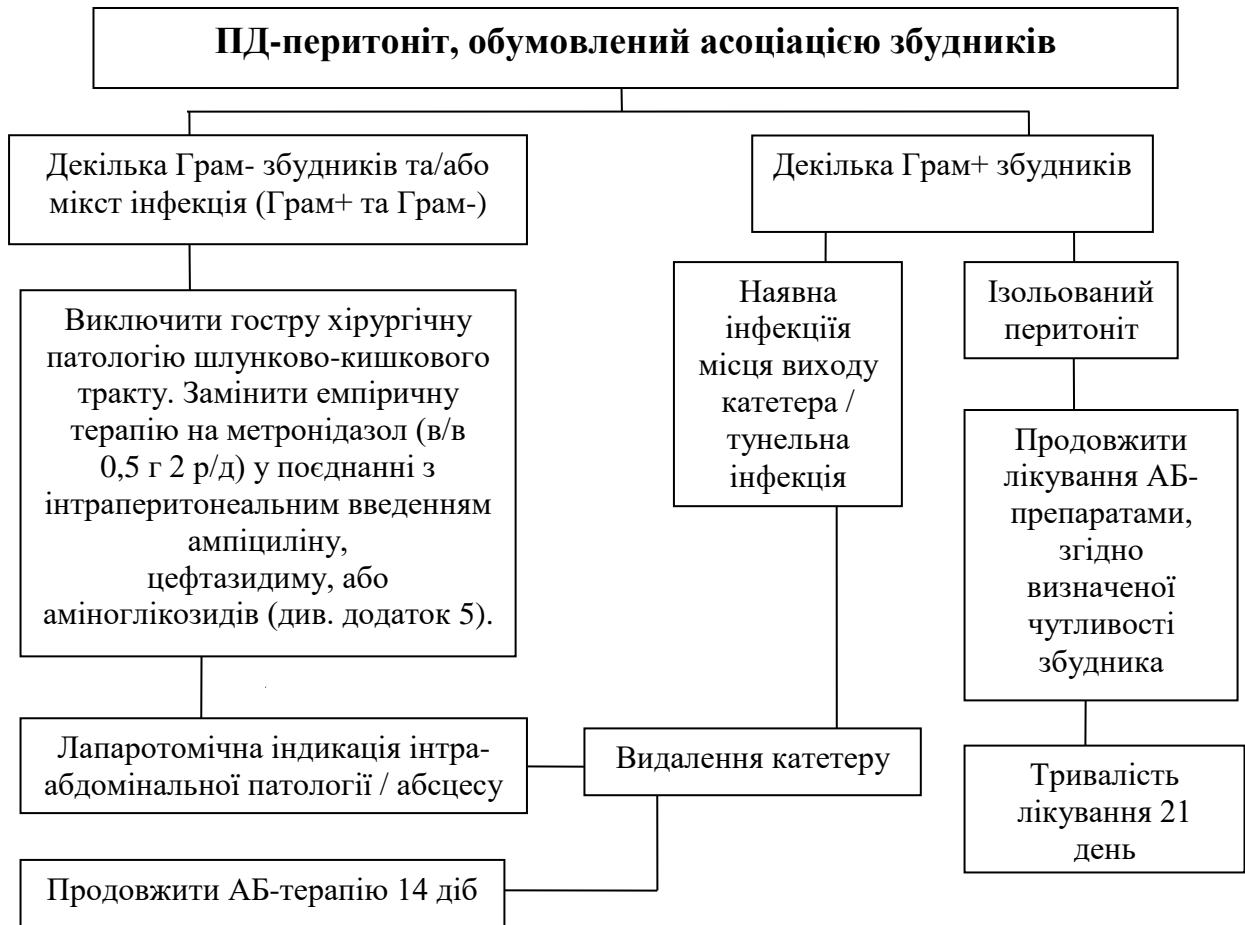 ПД-перитоніт, обумовлений асоціацією збудників
Декілька Грам- збудників та/або
мікст інфекція (Грам+ та Грам-)
Декілька Грам+ збудників
Виключити гостру хірургічну
патологію шлунково-кишкового
тракту. Замінити емпіричну
терапію на метронідазол (в/в
0,5 г 2 р/д) у поєднанні з
інтраперитонеальним введенням
ампіциліну,
цефтазидиму, або
аміноглікозидів (див. додаток 5).
Наявна
інфекціїя
місця виходу
катетера /
тунельна
інфекція
Ізольований
перитоніт
Продовжити
лікування АБ-
препаратами,
згідно
визначеної
чутливості
збудника
Лапаротомічна індикація інтра-
абдомінальної патології / абсцесу
Видалення катетеру
Тривалість
лікування 21
день
Продовжити АБ-терапію 14 діб